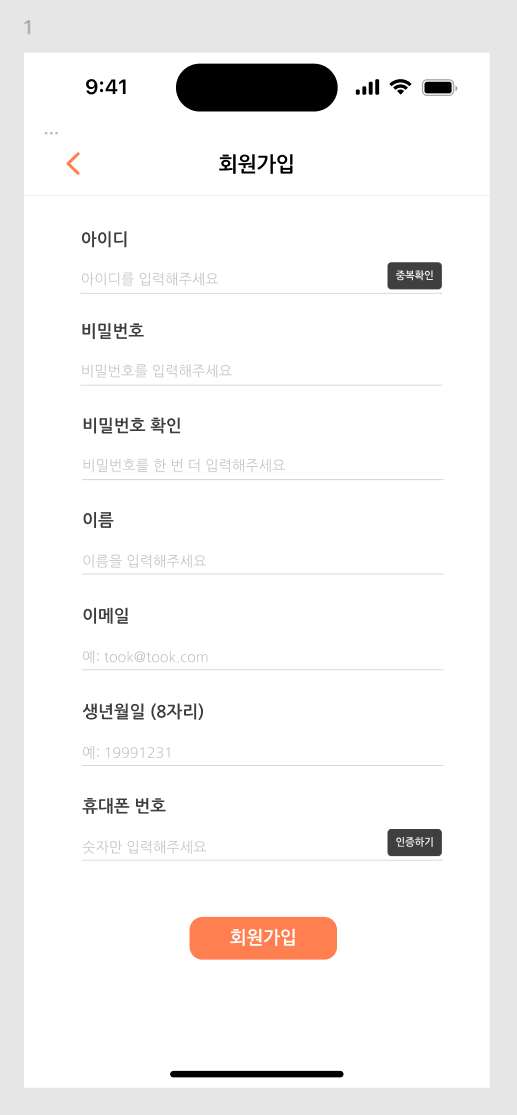 1
9:41
...
회원가입
아이디
아이디를 입력해주세요
중복확인
비밀번호
비밀번호를 입력해주세요
비밀번호 확인
비밀번호를 한 번 더 입력해주세요
이름
이름을 입력해주세요
이메일
예: took@took.com
생년월일 (8자리)
예: 19991231
휴대폰 번호
숫자만 입력해주세요
인증하기
회원가입